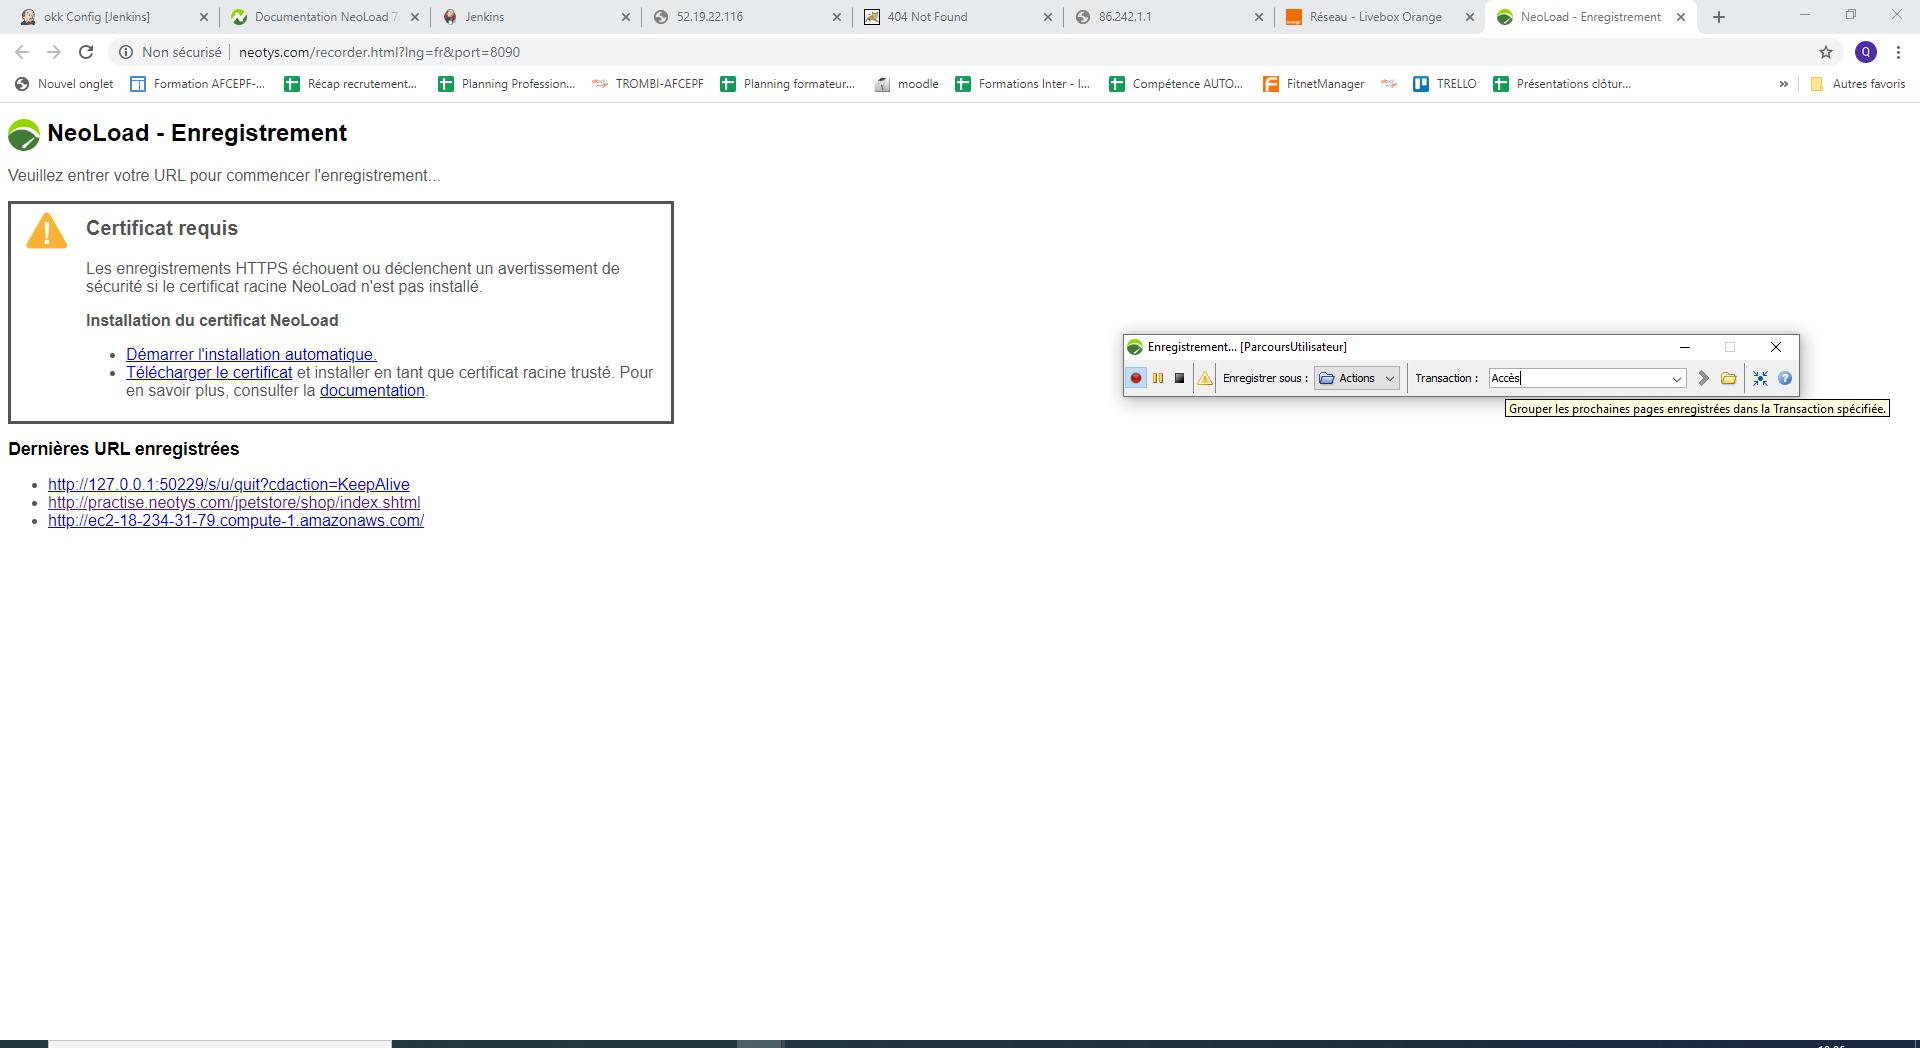 okk Config [Jenkins]
Documentation NeoLoad 7.
Jenkins
52.19.22.116
404 Not Found
86.242.1.1
Réseau - Livebox Orange
NeoLoad - Enregistrement
Non sécurisé
neotys.com/recorder.html?lng=fr&port=8090
Q
Nouvel onglet
Formation AFCEPF-...
Récap recrutement...
Planning Profession...
TROMBI-AFCEPF
Planning formateur...
moodle
Formations Inter - I...
Compétence AUTO...
FitnetManager
TRELLO
Présentations clôtur...
»
Autres favoris
NeoLoad - Enregistrement
Veuillez entrer votre URL pour commencer l'enregistrement...
Certificat requis
Les enregistrements HTTPS échouent ou déclenchent un avertissement de
sécurité si le certificat racine NeoLoad n'est pas installé.
Installation du certificat NeoLoad
• Démarrer l'installation automatique.
• Télécharger le certificat et installer en tant que certificat racine trusté. Pour
en savoir plus, consulter la documentation.
Dernières URL enregistrées
• http://127.0.0.1:50229/s/u/quit?cdaction=KeepAlive
• http://practise.neotys.com/jpetstore/shop/index.shtml
• http://ec2-18-234-31-79.compute-1.amazonaws.com/
Enregistrement... [ParcoursUtilisateur]
Enregistrer sous :
Actions
Transaction :
Accès
Grouper les prochaines pages enregistrées dans la Transaction spécifiée.